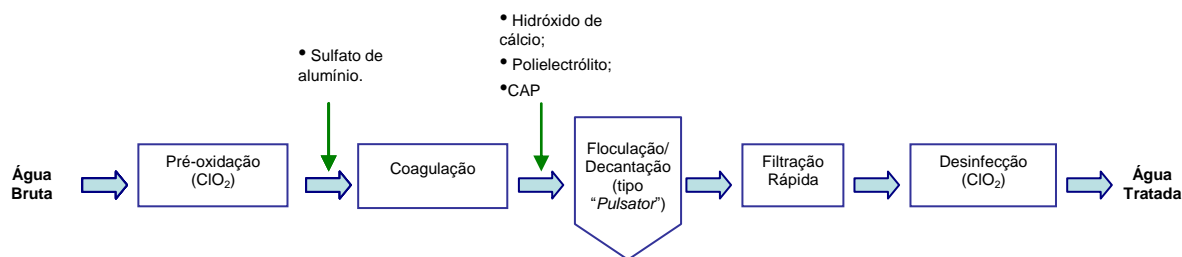 • Sulfato de
alumínio.
• Hidróxido de
cálcio;
• Polielectrólito;
•CAP
Água
Bruta
Pré-oxidação
(ClO₂)
Coagulação
Floculação/
Decantação
(tipo
“Pulsator”)
Filtração
Rápida
Desinfecção
(ClO₂)
Água
Tratada